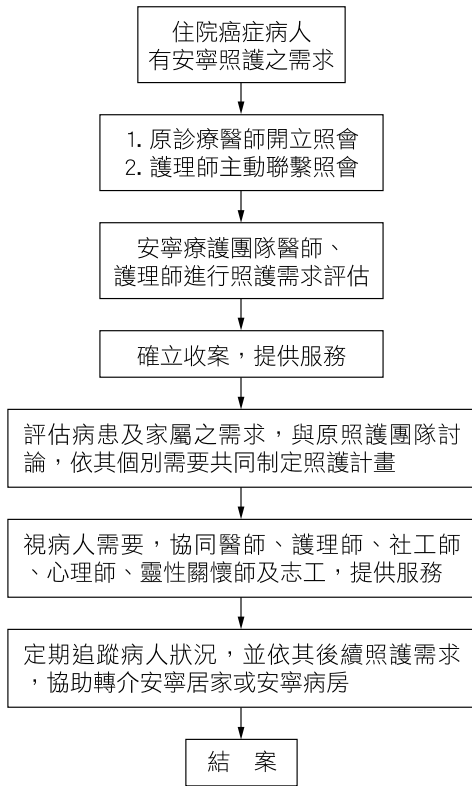 住院癌症病人
有安寧照護之需求
1. 原診療醫師開立照會
2. 護理師主動聯繫照會
安寧療護團隊醫師、
護理師進行照護需求評估
確立收案，提供服務
評估病患及家屬之需求，與原照護團隊討
論，依其個別需要共同制定照護計畫
視病人需要，協同醫師、護理師、社工師
、心理師、靈性關懷師及志工，提供服務
定期追蹤病人狀況，並依其後續照護需求
，協助轉介安寧居家或安寧病房
結　案